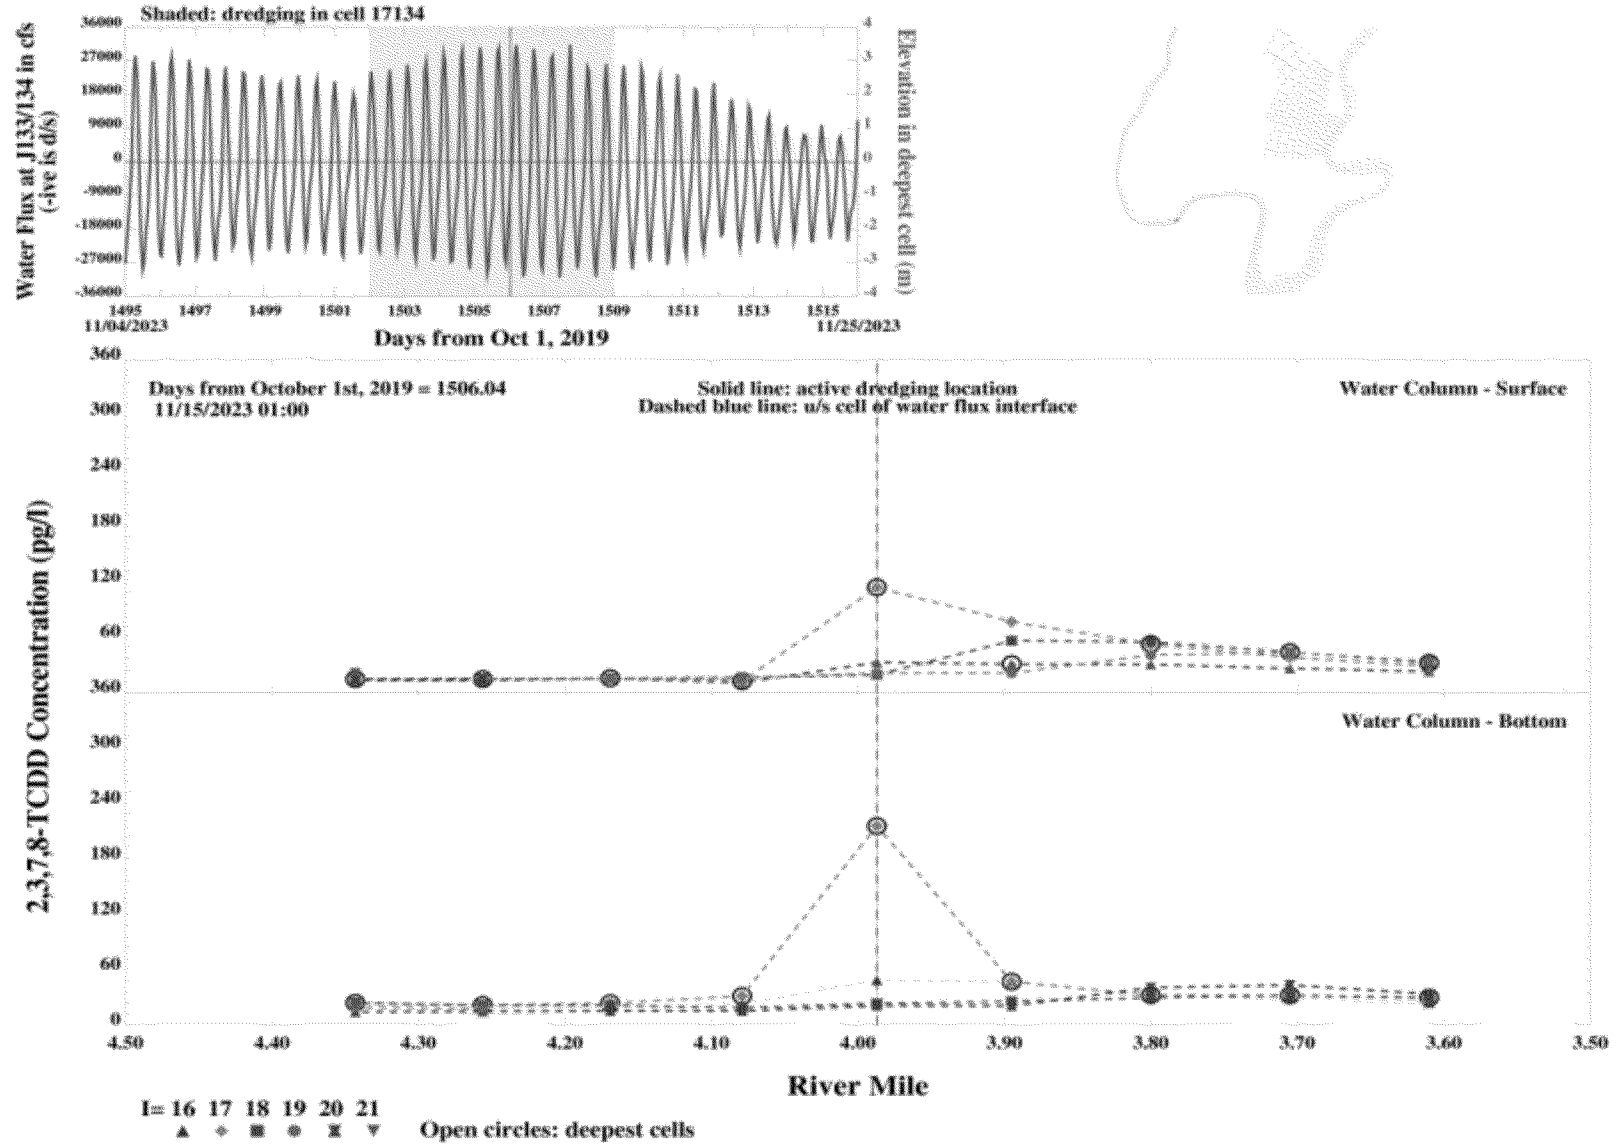 Shaded: dredging in cell 17134
Water Flux at J133/134 in cfs
(-ive is d/s)
36000
27000
18000
9000
0
-9000
-18000
-27000
-36000
4
3
2
1
0
-1
-2
-3
-4
Elevation in deepest cell (m)
1495 1497 1499 1501 1503 1505 1507 1509 1511 1513 1515
11/04/2023 11/25/2023
Days from Oct 1, 2019
Days from October 1st, 2019 = 1506.04
11/15/2023 01:00
Solid line: active dredging location
Dashed blue line: u/s cell of water flux interface
Water Column - Surface
360
300
240
180
120
60
2,3,7,8-TCDD Concentration (pg/l)
Water Column - Bottom
360
300
240
180
120
60
0
4.50 4.40 4.30 4.20 4.10 4.00 3.90 3.80 3.70 3.60 3.50
River Mile
I= 16 17 18 19 20 21
Open circles: deepest cells